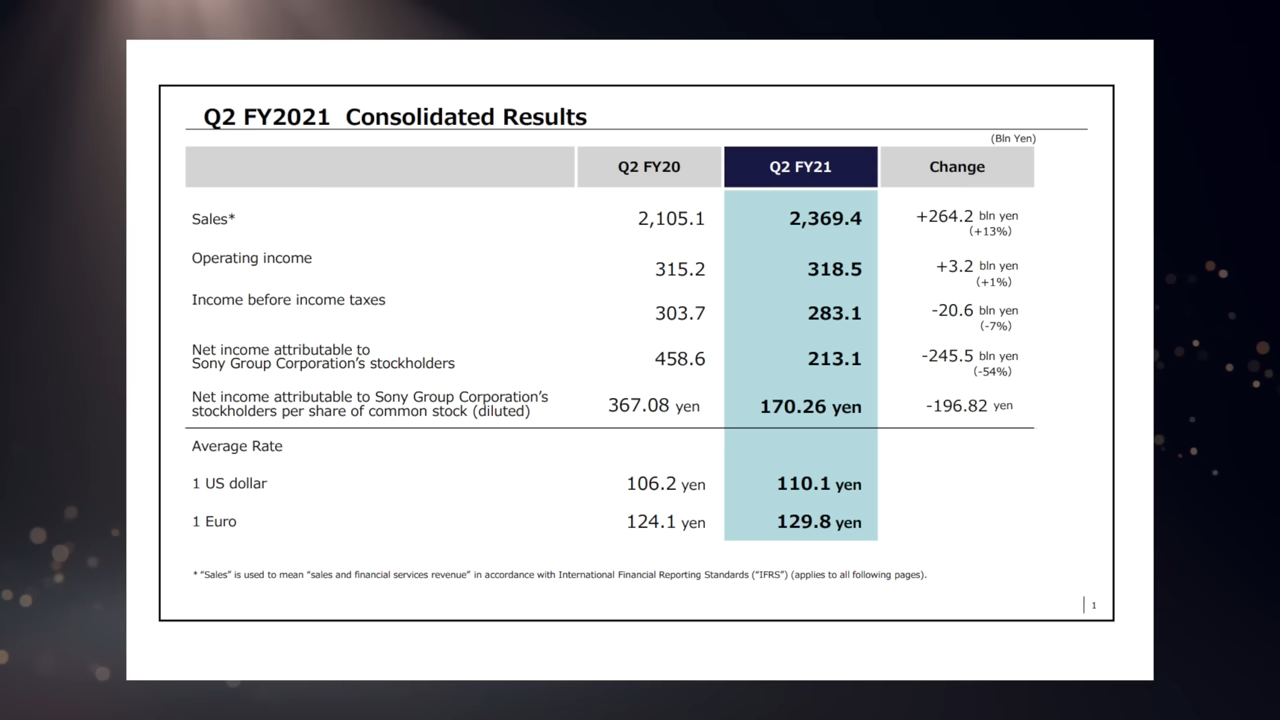 Q2 FY2021 Consolidated Results
(Bln Yen)
Q2 FY20 Q2 FY21 Change
Sales* 2,105.1 2,369.4 +264.2 bln yen
(+13%)
Operating income 315.2 318.5 +3.2 bln yen
(+1%)
Income before income taxes 303.7 283.1 -20.6 bln yen
(-7%)
Net income attributable to
Sony Group Corporation’s stockholders 458.6 213.1 -245.5 bln yen
(-54%)
Net income attributable to Sony Group Corporation’s
stockholders per share of common stock (diluted) 367.08 yen 170.26 yen -196.82 yen
Average Rate
1 US dollar 106.2 yen 110.1 yen
1 Euro 124.1 yen 129.8 yen
* “Sales” is used to mean “sales and financial services revenue” in accordance with International Financial Reporting Standards (“IFRS”) (applies to all following pages).
1